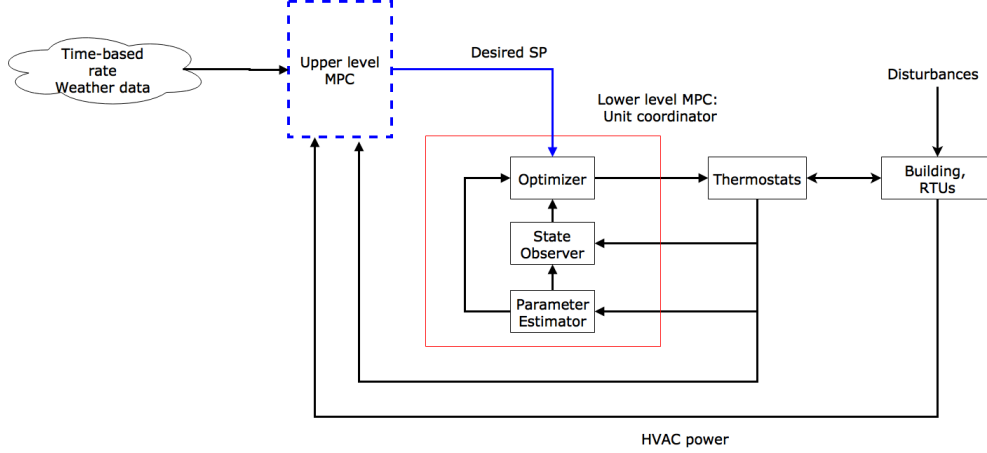 Time-based
rate
Weather data
Upper level
MPC
Desired SP
Lower level MPC:
Unit coordinator
Disturbances
Optimizer
Thermostats
Building,
RTUs
State
Observer
Parameter
Estimator
HVAC power